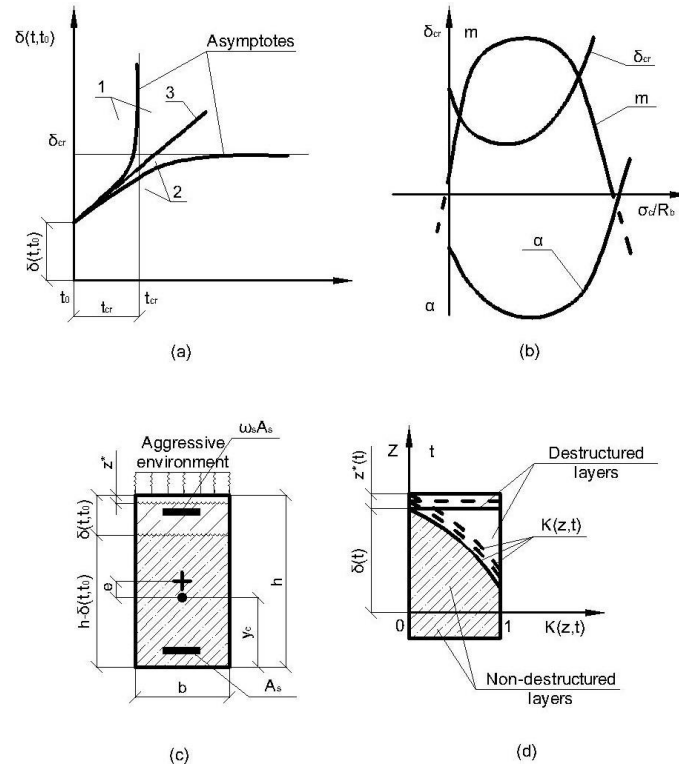 δ(t,t₀)
Asymptotes
1
3
δcr
2
δ(t,t₀)
t₀
tcr
tcr
(a)
δcr
m
δcr
m
σc/Rb
α
α
(b)
ωsAs
Aggressive
environment
z*
δ(t,t₀)
h-δ(t,t₀)
e
h
yc
b
As
(c)
Z
t
Destructured
layers
z*(t)
K(z,t)
δ(t)
0
1
K(z,t)
Non-destructured
layers
(d)